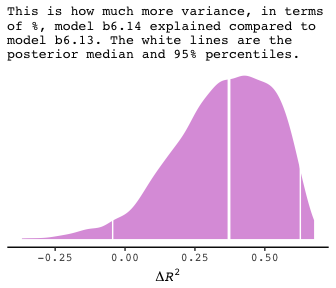 This is how much more variance, in terms
of %, model b6.14 explained compared to
model b6.13. The white lines are the
posterior median and 95% percentiles.
−0.25 0.00 0.25 0.50
ΔR²